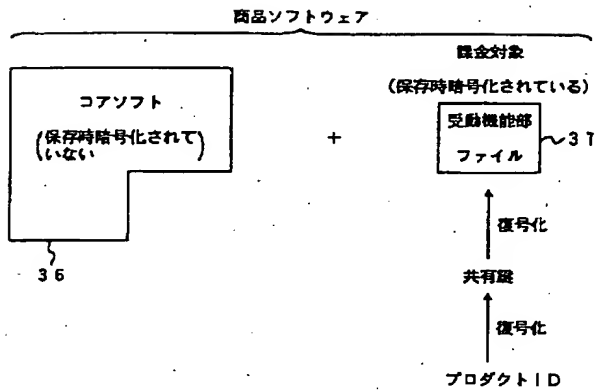 商品ソフトウェア
課金対象
(保存時暗号化されている)
コアソフト
(保存時暗号化されて
いない)
+
受動機能部
ファイル
37
36
復号化
共有鍵
復号化
プロダクトID